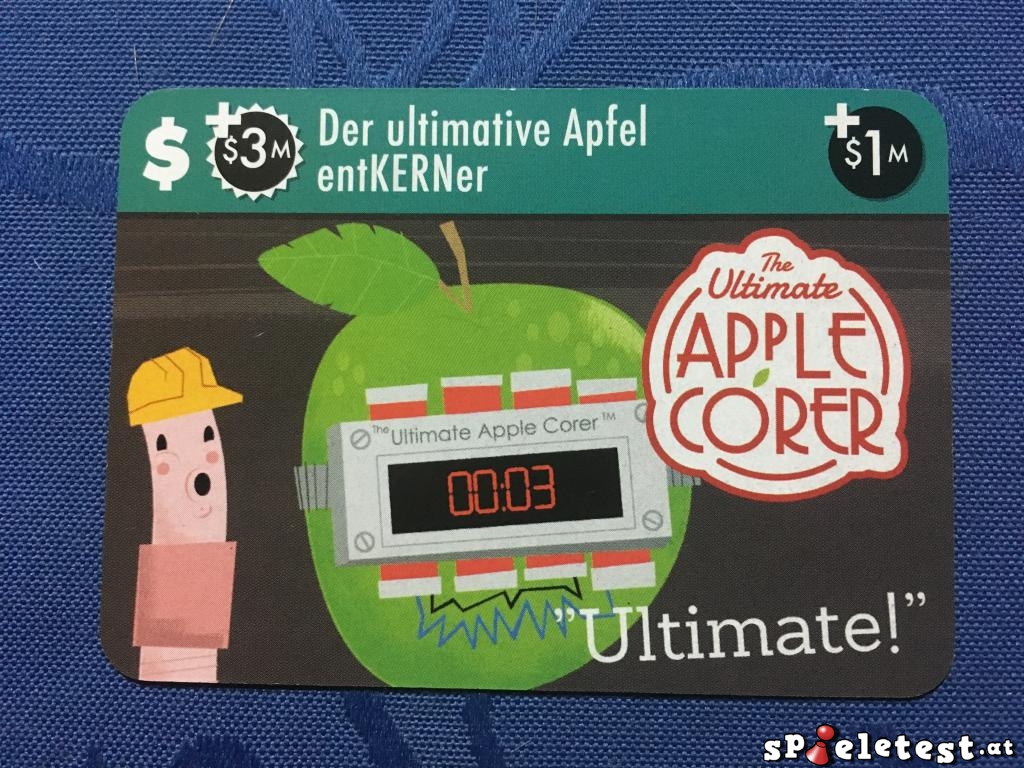 $ +$3M Der ultimative Apfel
entKERNer
+$1M
The
Ultimate
APPLE
CORER
The Ultimate Apple Corer™
00:03
”Ultimate!”
sPieletest.at